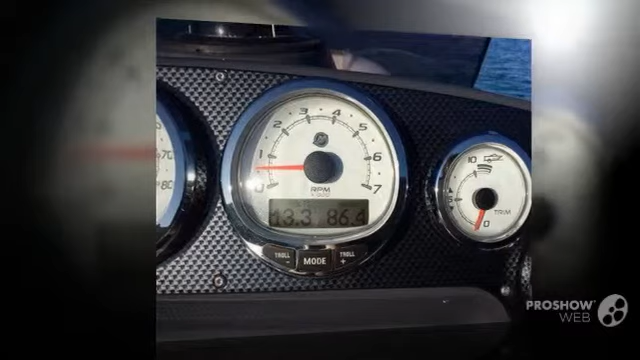 70
80
0
1
2
3
4
5
6
7
RPM
x1000
13.3 86.4
TROLL
-
MODE
TROLL
+
10
5
0
TRIM
PROSHOW®
WEB